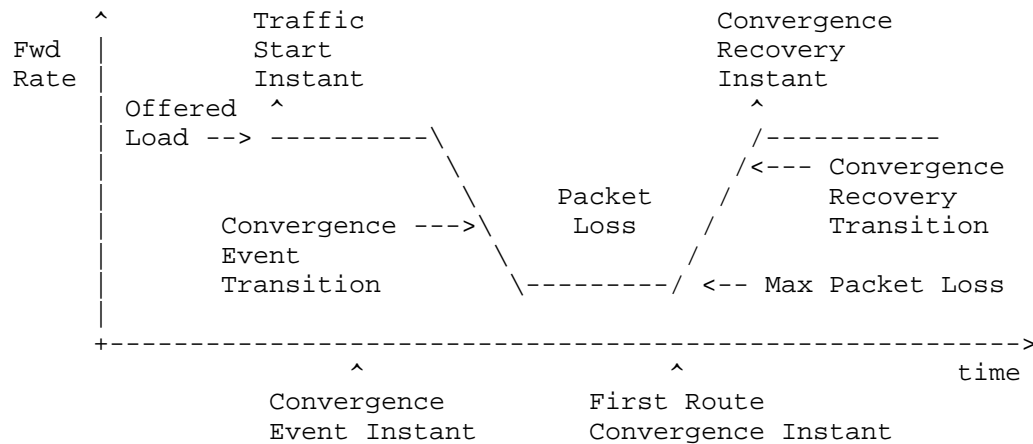 ^            Traffic                      Convergence
Fwd   |            Start                        Recovery
Rate  |            Instant                      Instant
      | Offered  ^                              ^
      | Load --> ----------\                    /-----------
      |                     \                  /<--- Convergence
      |                      \     Packet     /      Recovery
      |       Convergence --->\     Loss     /       Transition
      |       Event            \            /
      |       Transition        \---------/ <-- Max Packet Loss
      |
      +--------------------------------------------------------->
                     ^                   ^                  time
                Convergence         First Route
                Event Instant       Convergence Instant